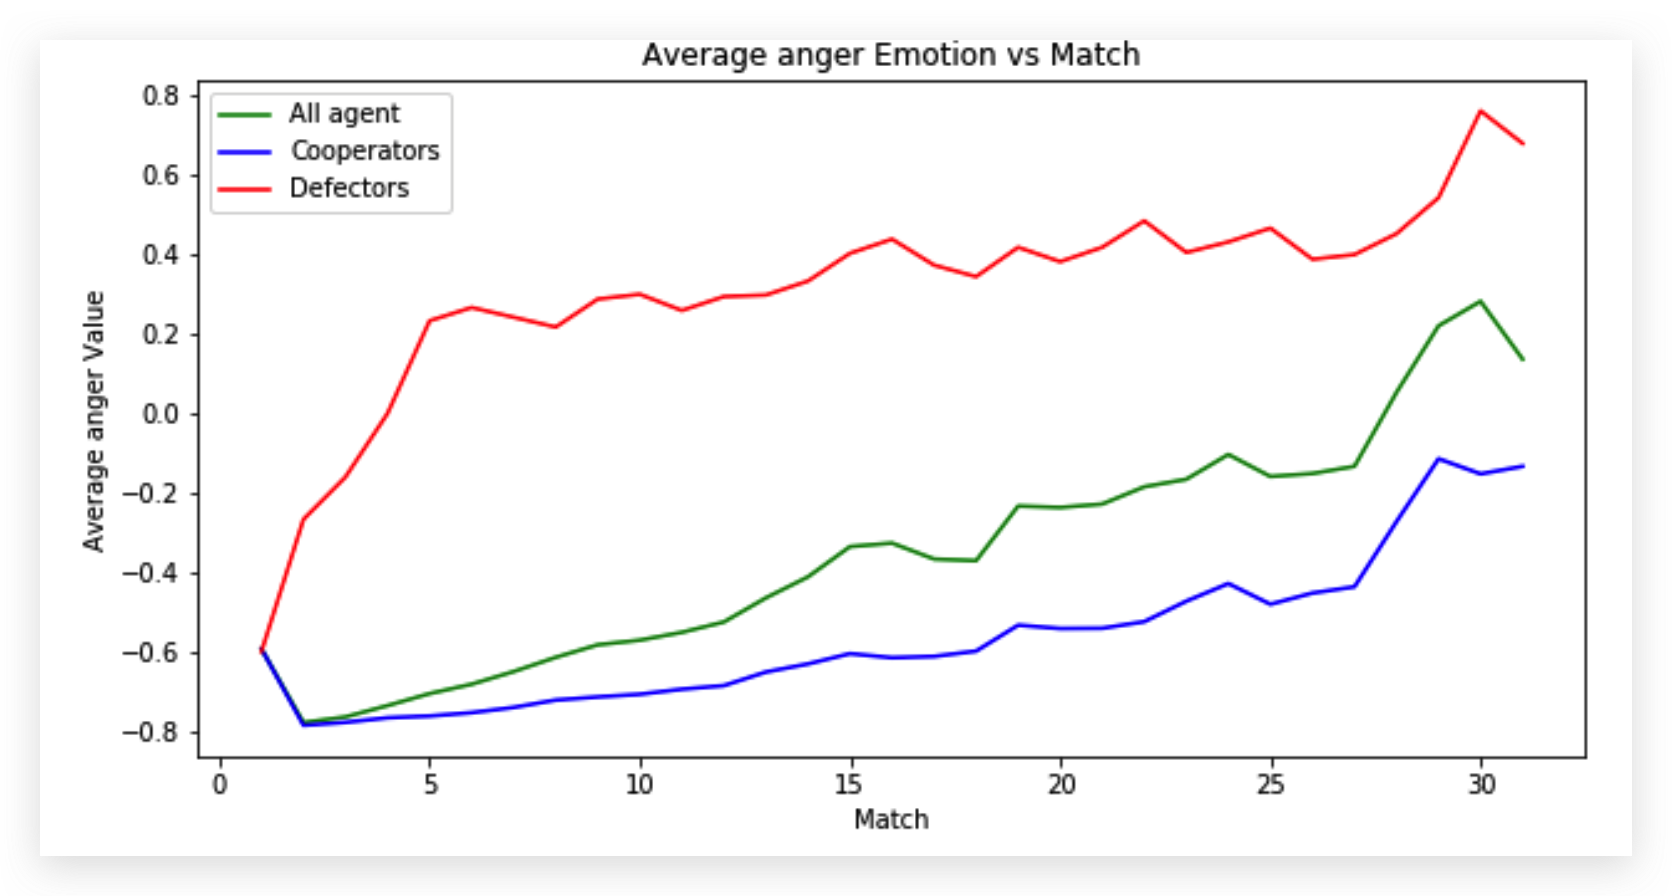 Average anger Emotion vs Match
All agent
Cooperators
Defectors
0.8
0.6
0.4
0.2
0.0
−0.2
−0.4
−0.6
−0.8
Average anger Value
0 5 10 15 20 25 30
Match